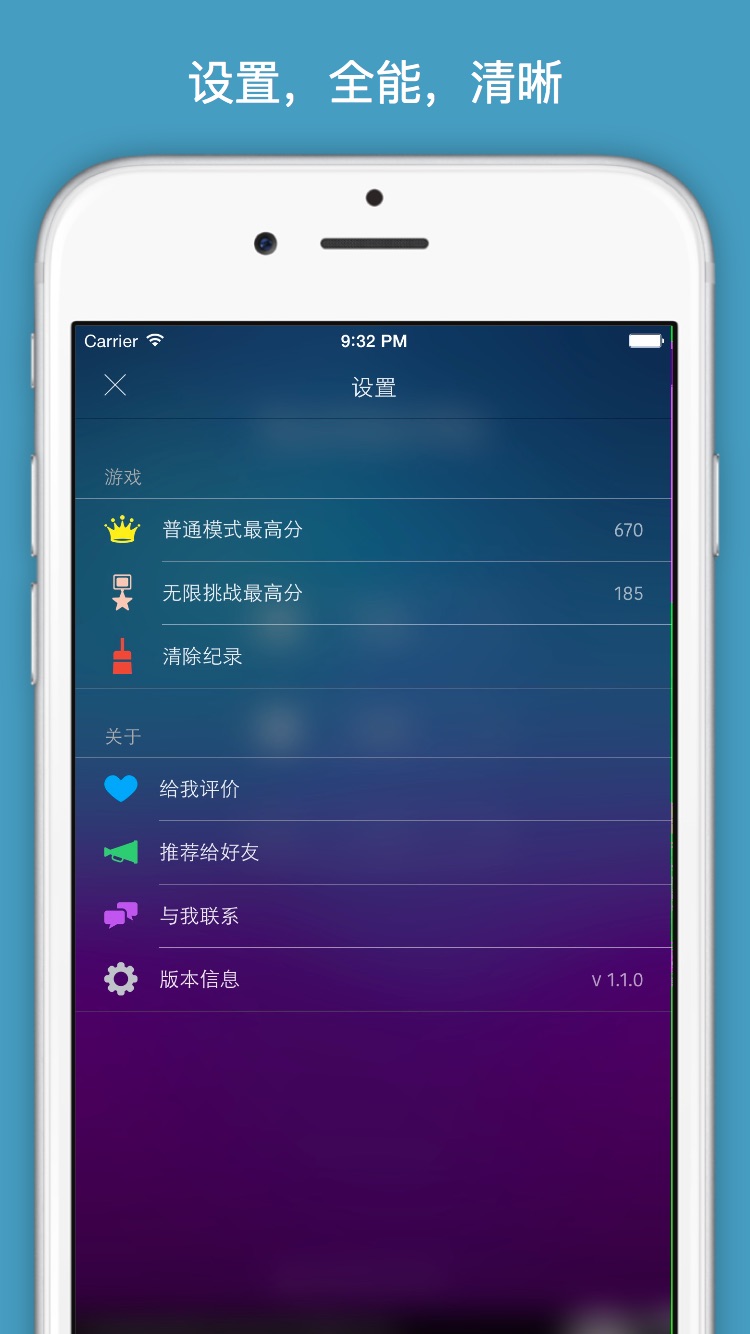 设置，全能，清晰
Carrier 9:32 PM
设置
游戏
普通模式最高分 670
无限挑战最高分 185
清除纪录
关于
给我评价
推荐给好友
与我联系
版本信息 v 1.1.0